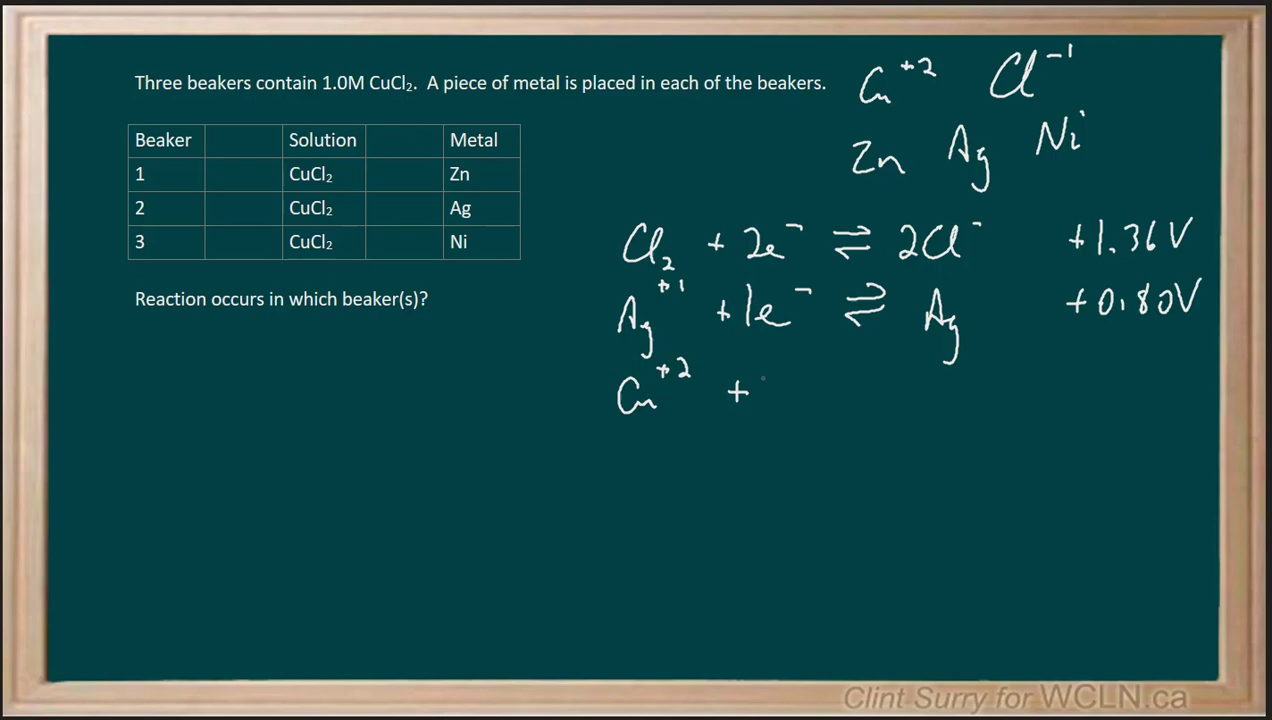 Three beakers contain 1.0M CuCl₂. A piece of metal is placed in each of the beakers.
Cu⁺² Cl⁻¹
Zn Ag Ni
Beaker Solution Metal
1 CuCl₂ Zn
2 CuCl₂ Ag
3 CuCl₂ Ni
Reaction occurs in which beaker(s)?
Cl₂ + 2e⁻ ⇌ 2Cl⁻ +1.36V
Ag⁺¹ + 1e⁻ ⇌ Ag +0.80V
Cu⁺² +
Clint Surry for WCLN.ca